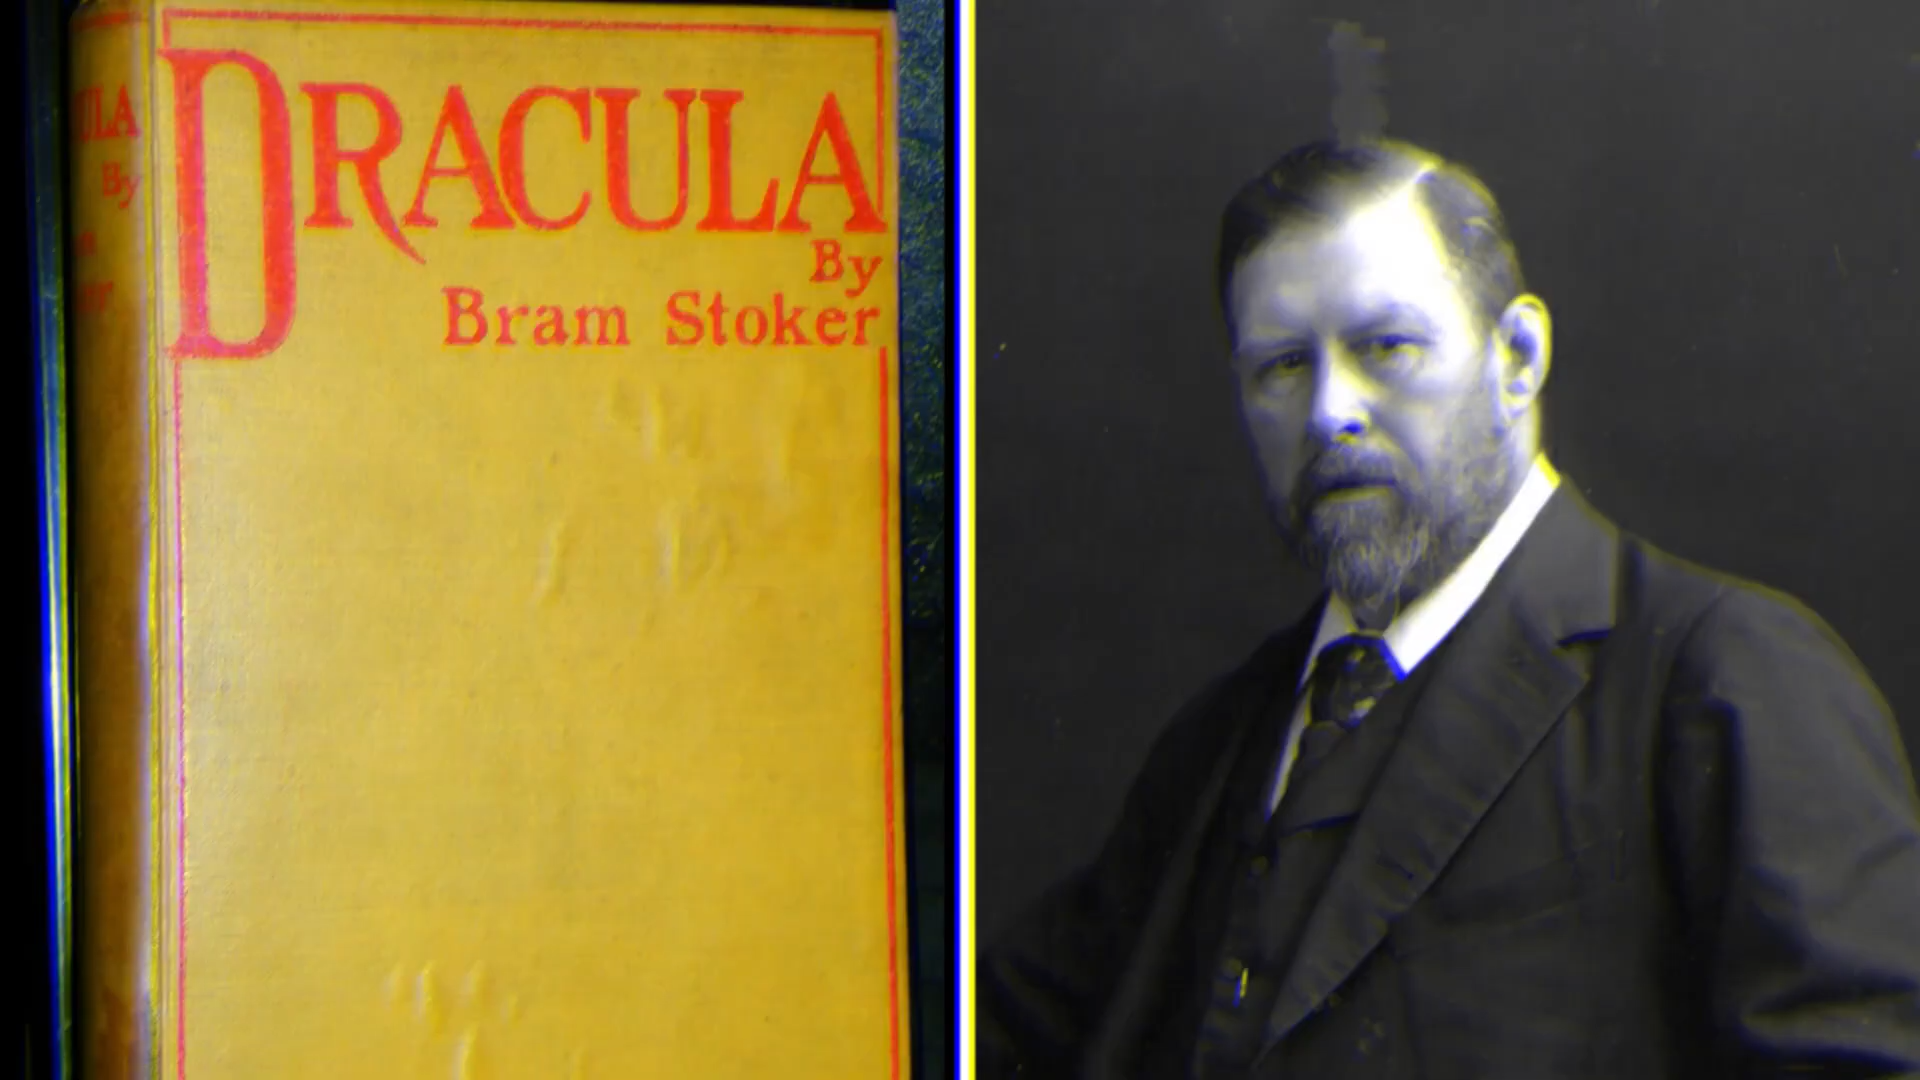 ULA
By
DRACULA
By
Bram Stoker